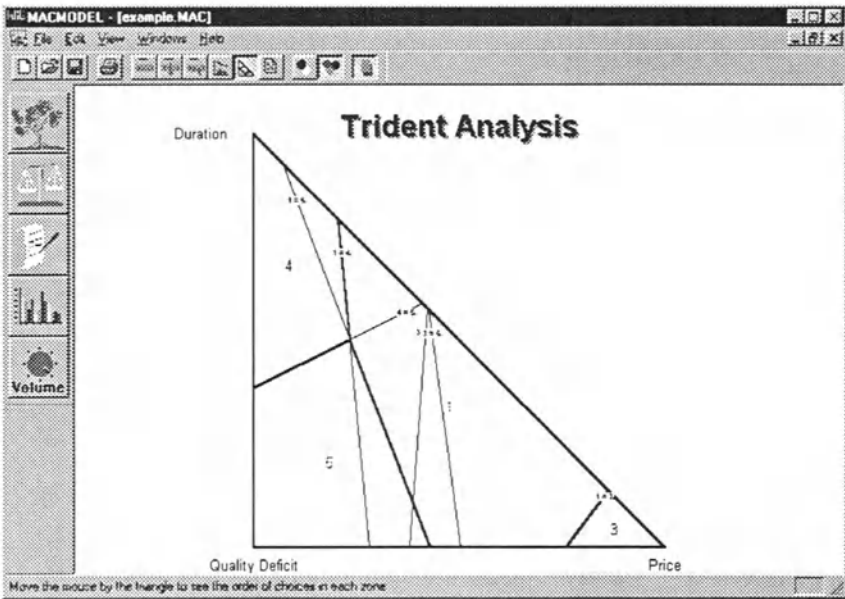 MACMODEL - [example.MAC]
File Edit View Windows Help
Trident Analysis
Duration
4
1
3
Volume
Quality Deficit
Price
Move the mouse by the triangle to see the order of choices in each zone